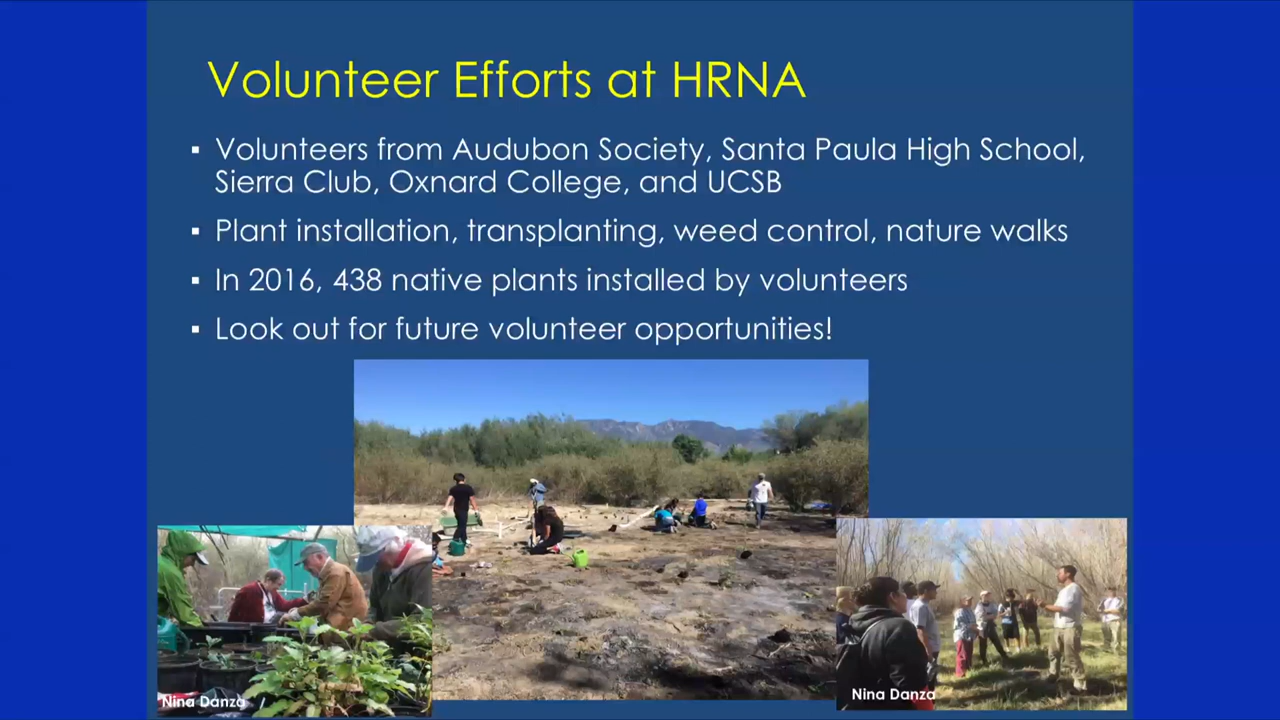 Volunteer Efforts at HRNA
▪ Volunteers from Audubon Society, Santa Paula High School,
Sierra Club, Oxnard College, and UCSB
▪ Plant installation, transplanting, weed control, nature walks
▪ In 2016, 438 native plants installed by volunteers
▪ Look out for future volunteer opportunities!
Nina Danza
Nina Danza